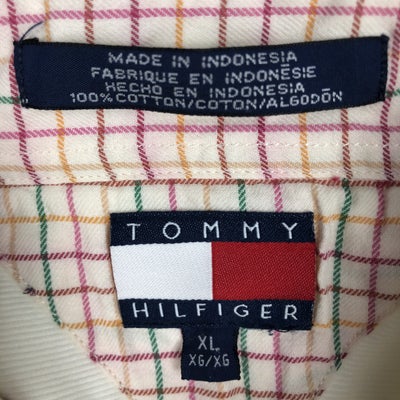 MADE IN INDONESIA
FABRIQUE EN INDONÉSIE
HECHO EN INDONESIA
100% COTTON/COTON/ALGODÓN
TOMMY
HILFIGER
XL
XG/XG